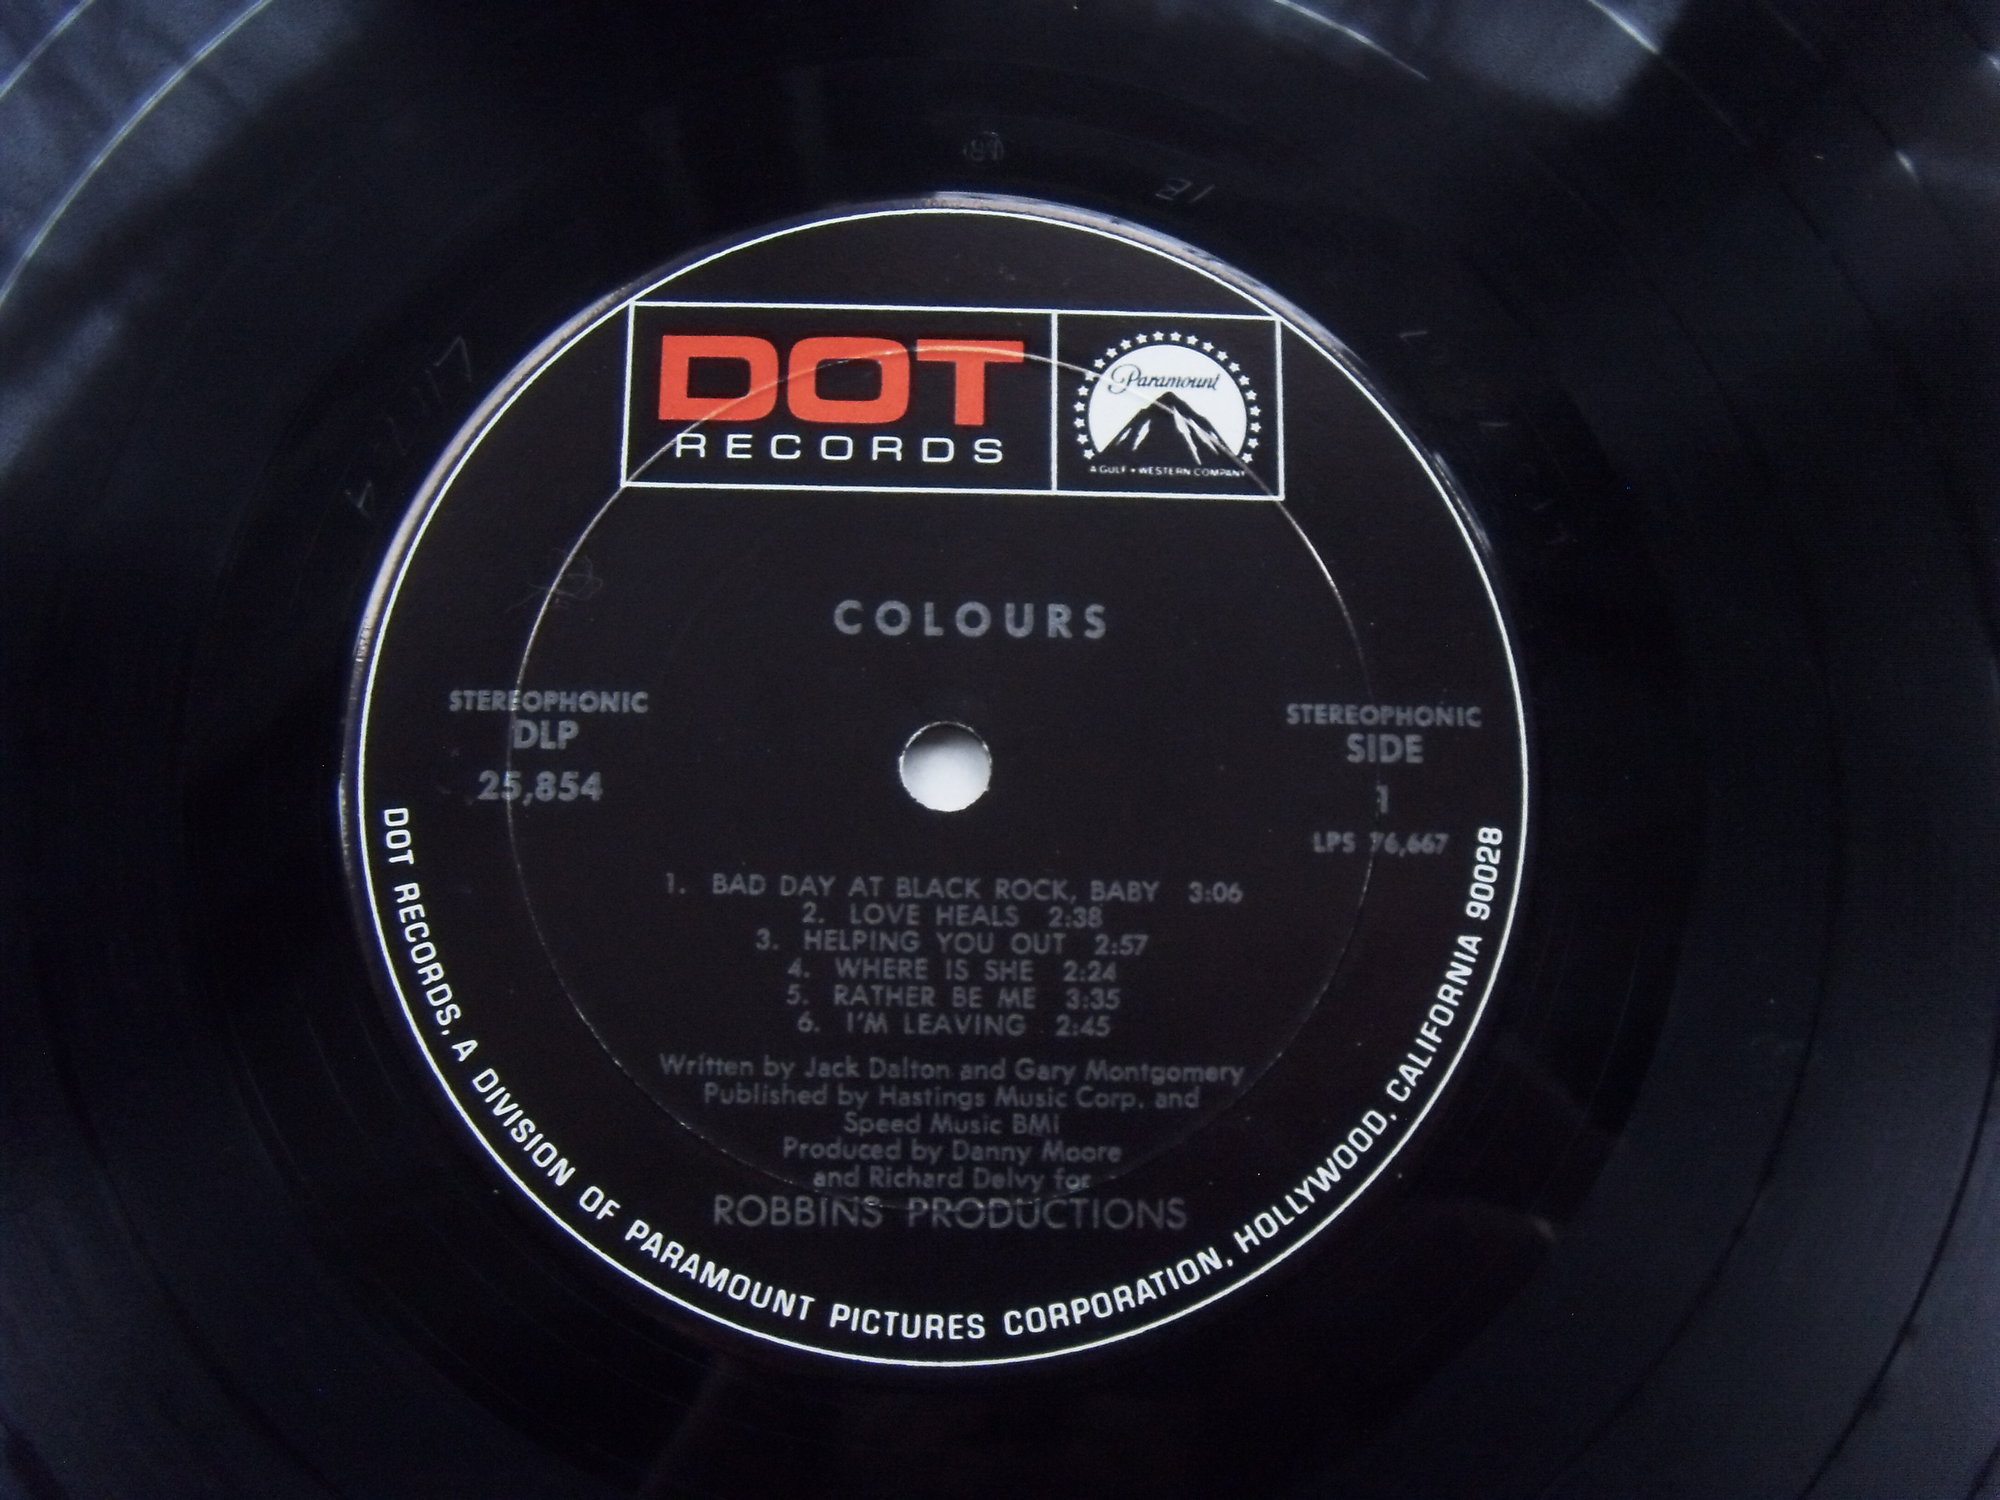 DOT
RECORDS
Paramount
A GULF + WESTERN COMPANY
COLOURS
STEREOPHONIC
DLP
25,854
STEREOPHONIC
SIDE
1
LPS 76,667
1. BAD DAY AT BLACK ROCK, BABY 3:06
2. LOVE HEALS 2:38
3. HELPING YOU OUT 2:57
4. WHERE IS SHE 2:24
5. RATHER BE ME 3:35
6. I'M LEAVING 2:45
Written by Jack Dalton and Gary Montgomery
Published by Hastings Music Corp. and
Speed Music BMI
Produced by Danny Moore
and Richard Delvy for
ROBBINS PRODUCTIONS
DOT RECORDS, A DIVISION OF PARAMOUNT PICTURES CORPORATION, HOLLYWOOD, CALIFORNIA 90028